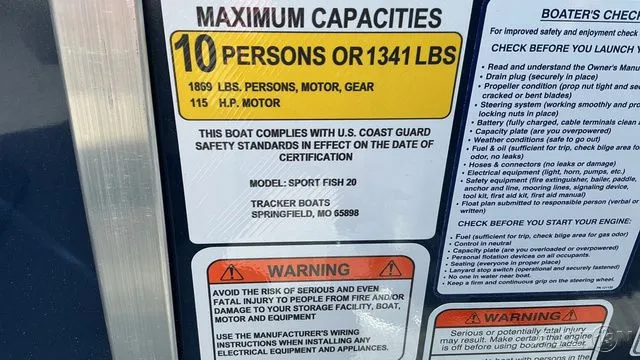 MAXIMUM CAPACITIES
10 PERSONS OR 1341 LBS
1869 LBS. PERSONS, MOTOR, GEAR
115 H.P. MOTOR
THIS BOAT COMPLIES WITH U.S. COAST GUARD
SAFETY STANDARDS IN EFFECT ON THE DATE OF
CERTIFICATION
MODEL: SPORT FISH 20
TRACKER BOATS
SPRINGFIELD, MO 65898
WARNING
AVOID THE RISK OF SERIOUS AND EVEN
FATAL INJURY TO PEOPLE FROM FIRE AND/OR
DAMAGE TO YOUR STORAGE FACILITY, BOAT,
MOTOR AND EQUIPMENT
USE THE MANUFACTURER'S WIRING
INSTRUCTIONS WHEN INSTALLING ANY
ELECTRICAL EQUIPMENT AND APPLIANCES.
BOATER'S CHEC
For improved safety and enjoyment check
CHECK BEFORE YOU LAUNCH Y
• Read and understand the Owner's Manu
• Drain plug (securely in place)
• Propeller condition (prop nut tight and se
cracked or bent blades)
• Steering system (working smoothly and pro
locking nuts in place)
• Battery (fully charged, cable terminals clean
• Capacity plate (are you overpowered)
• Weather conditions (safe to go out)
• Fuel & oil (sufficient for trip, check bilge area fo
odor, no leaks)
• Hoses & connectors (no leaks or damage)
• Electrical equipment (light, horn, pumps, etc.)
• Safety equipment (fire extinguisher, bailer, paddle,
anchor and line, mooring lines, signaling device,
tool kit, first aid kit, first aid manual)
• Float plan submitted to responsible person (verbal or
written)
CHECK BEFORE YOU START YOUR ENGINE:
• Fuel (sufficient for trip, check bilge area for gas odor)
• Control in neutral
• Capacity plate (are you overloaded or overpowered)
• Personal flotation devices on all occupants.
• Seating (everyone in proper place)
• Lanyard stop switch (operational and securely fastened)
• No one in water near boat.
• Keep a firm and continuous grip on the steering wheel.
WARNING
Serious or potentially fatal injury
may result. Make certain that engine
is off before using boarding ladder.